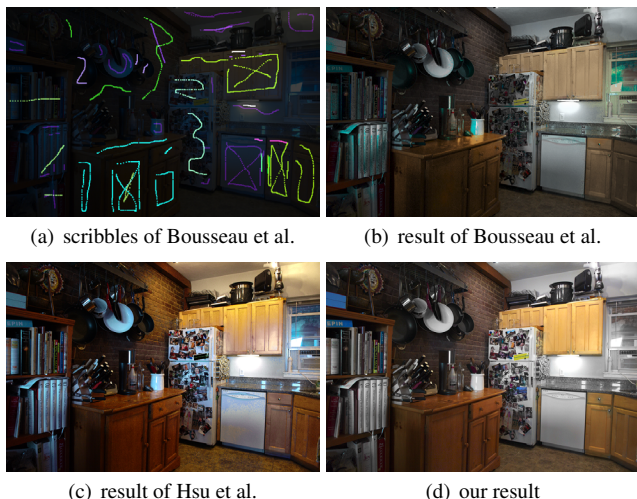 (a) scribbles of Bousseau et al.
(b) result of Bousseau et al.
(c) result of Hsu et al.
(d) our result